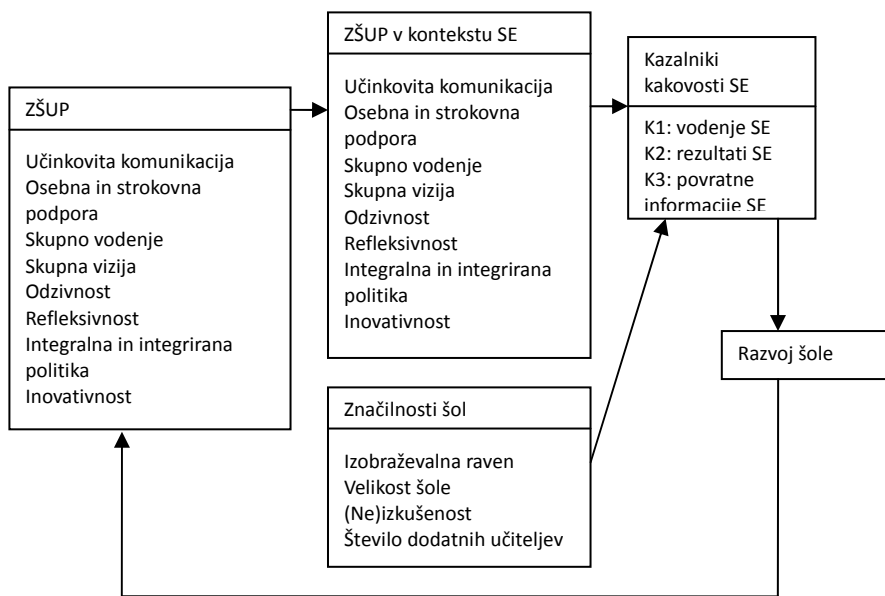 ZŠUP
Učinkovita komunikacija
Osebna in strokovna
podpora
Skupno vodenje
Skupna vizija
Odzivnost
Refleksivnost
Integralna in integrirana
politika
Inovativnost
ZŠUP v kontekstu SE
Učinkovita komunikacija
Osebna in strokovna
podpora
Skupno vodenje
Skupna vizija
Odzivnost
Refleksivnost
Integralna in integrirana
politika
Inovativnost
Značilnosti šol
Izobraževalna raven
Velikost šole
(Ne)izkušenost
Število dodatnih učiteljev
Kazalniki
kakovosti SE
K1: vodenje SE
K2: rezultati SE
K3: povratne
informacije SE
Razvoj šole